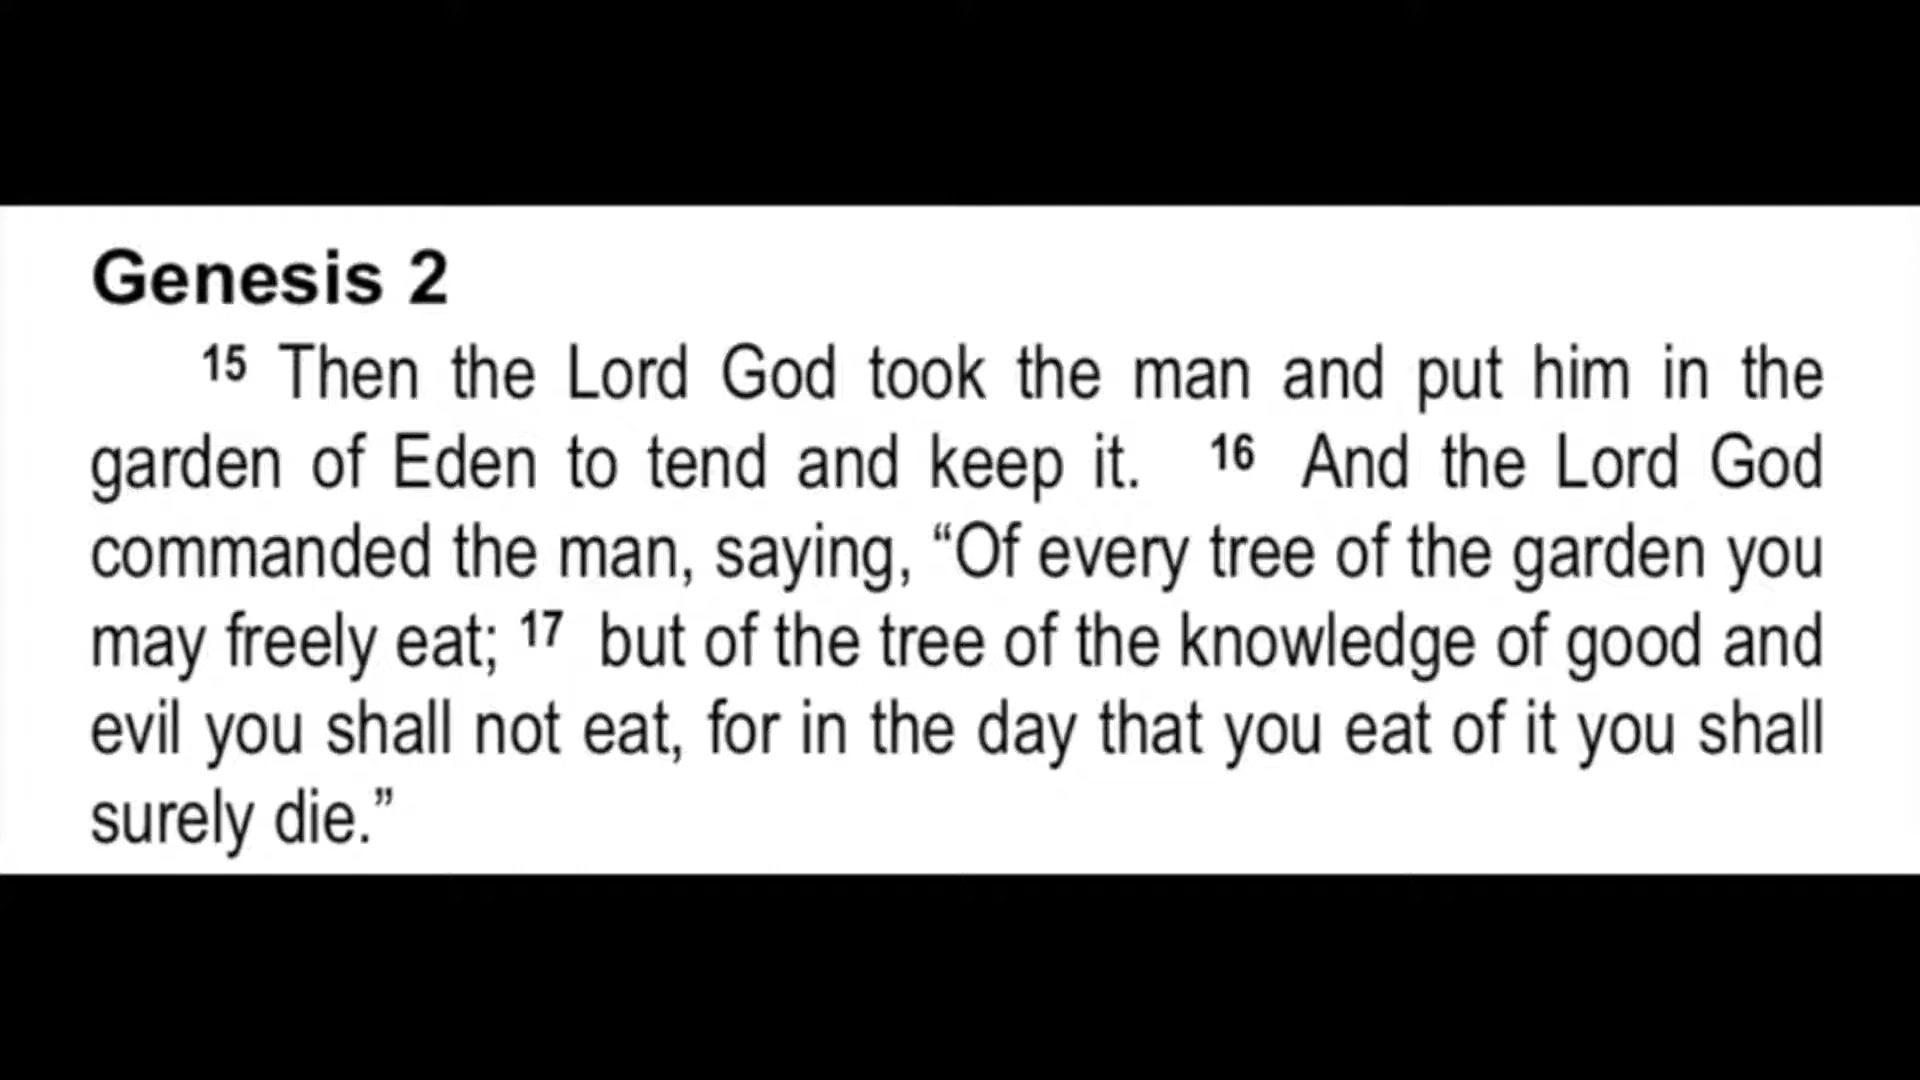 Genesis 2
15 Then the Lord God took the man and put him in the
garden of Eden to tend and keep it. 16 And the Lord God
commanded the man, saying, “Of every tree of the garden you
may freely eat; 17 but of the tree of the knowledge of good and
evil you shall not eat, for in the day that you eat of it you shall
surely die.”